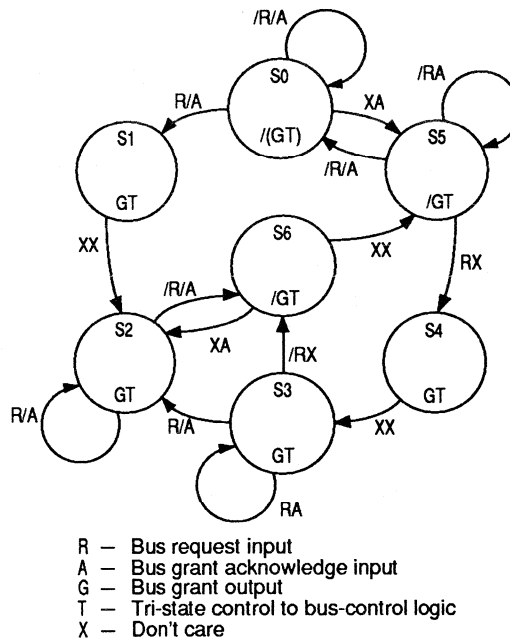 /R/A
S0
/(GT)
R/A
XA
/R/A
/RA
S5
/GT
S1
GT
XX
S6
/GT
XX
RX
/R/A
XA
S2
GT
R/A
/RX
S4
GT
R/A
S3
GT
XX
RA
R – Bus request input
A – Bus grant acknowledge input
G – Bus grant output
T – Tri-state control to bus-control logic
X – Don't care